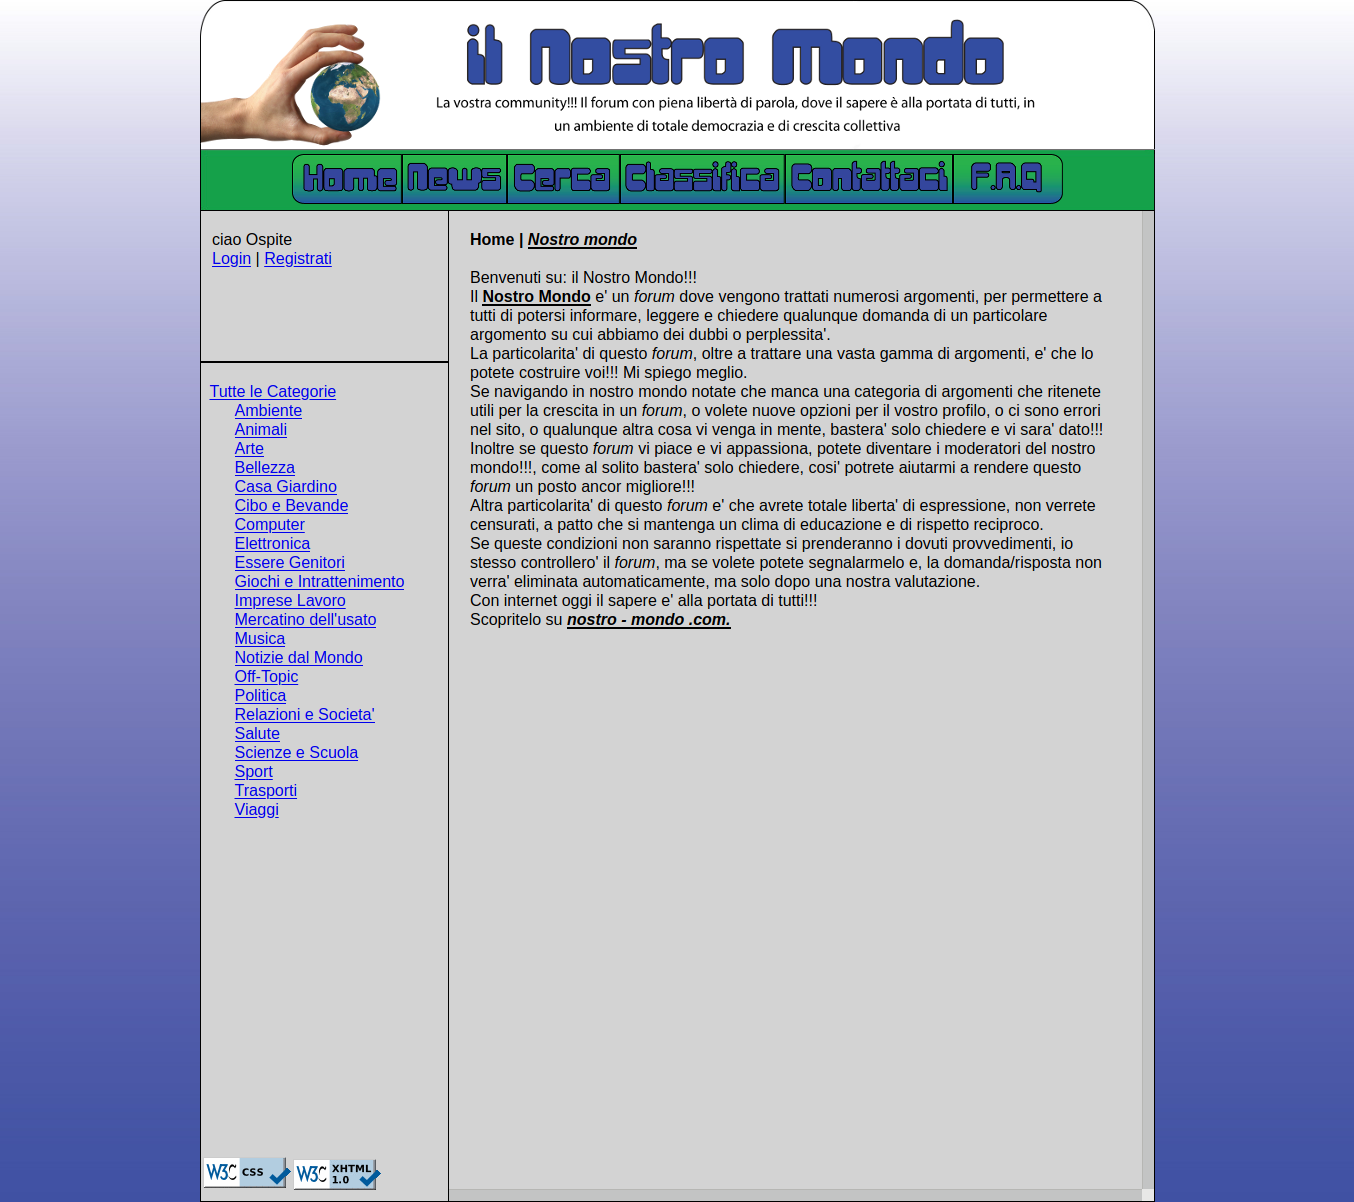 il Nostro Mondo
La vostra community!!! Il forum con piena libertà di parola, dove il sapere è alla portata di tutti, in
un ambiente di totale democrazia e di crescita collettiva
Home News Cerca Classifica Contattaci F.A.Q
ciao Ospite
Login | Registrati
Tutte le Categorie
Ambiente
Animali
Arte
Bellezza
Casa Giardino
Cibo e Bevande
Computer
Elettronica
Essere Genitori
Giochi e Intrattenimento
Imprese Lavoro
Mercatino dell'usato
Musica
Notizie dal Mondo
Off-Topic
Politica
Relazioni e Societa'
Salute
Scienze e Scuola
Sport
Trasporti
Viaggi
Home | Nostro mondo
Benvenuti su: il Nostro Mondo!!!
Il Nostro Mondo e' un forum dove vengono trattati numerosi argomenti, per permettere a
tutti di potersi informare, leggere e chiedere qualunque domanda di un particolare
argomento su cui abbiamo dei dubbi o perplessita'.
La particolarita' di questo forum, oltre a trattare una vasta gamma di argomenti, e' che lo
potete costruire voi!!! Mi spiego meglio.
Se navigando in nostro mondo notate che manca una categoria di argomenti che ritenete
utili per la crescita in un forum, o volete nuove opzioni per il vostro profilo, o ci sono errori
nel sito, o qualunque altra cosa vi venga in mente, bastera' solo chiedere e vi sara' dato!!!
Inoltre se questo forum vi piace e vi appassiona, potete diventare i moderatori del nostro
mondo!!!, come al solito bastera' solo chiedere, cosi' potrete aiutarmi a rendere questo
forum un posto ancor migliore!!!
Altra particolarita' di questo forum e' che avrete totale liberta' di espressione, non verrete
censurati, a patto che si mantenga un clima di educazione e di rispetto reciproco.
Se queste condizioni non saranno rispettate si prenderanno i dovuti provvedimenti, io
stesso controllero' il forum, ma se volete potete segnalarmelo e, la domanda/risposta non
verra' eliminata automaticamente, ma solo dopo una nostra valutazione.
Con internet oggi il sapere e' alla portata di tutti!!!
Scopritelo su nostro - mondo .com.
W3C CSS
W3C XHTML 1.0